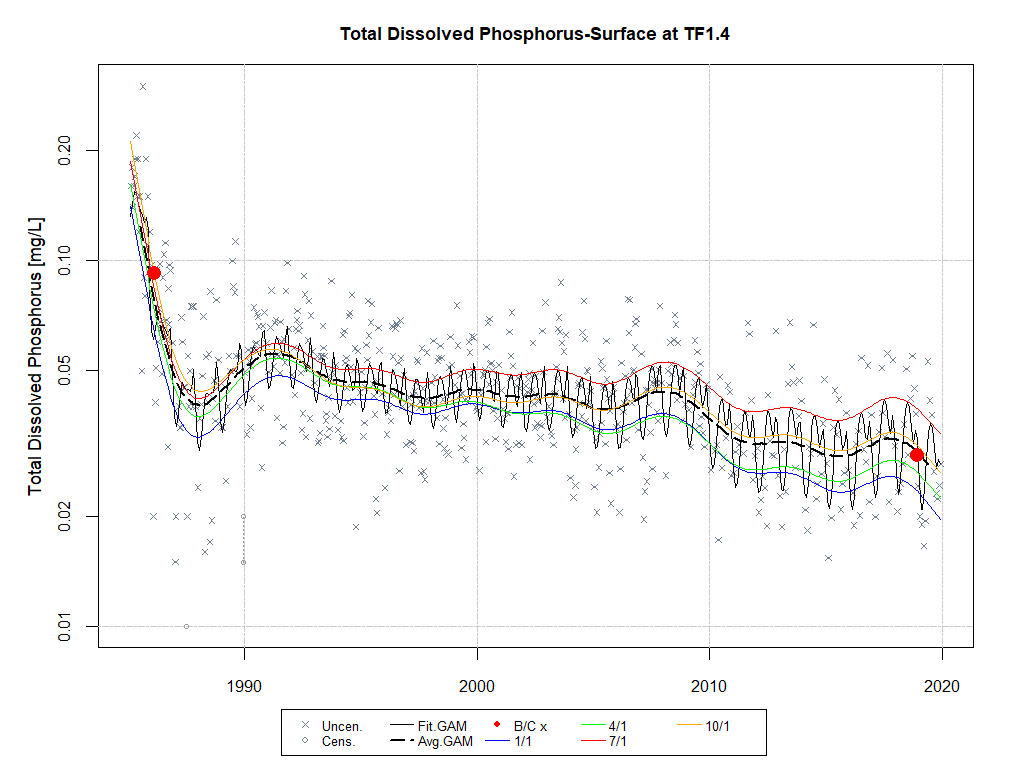 Total Dissolved Phosphorus-Surface at TF1.4
Total Dissolved Phosphorus [mg/L]
0.20
0.10
0.05
0.02
0.01
1990 2000 2010 2020
Uncen. Fit.GAM B/C x 4/1 10/1
Cens. Avg.GAM 1/1 7/1